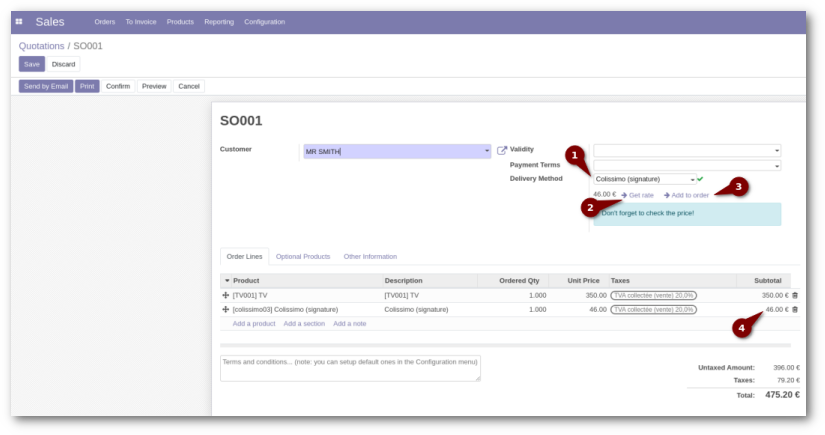 Sales Orders To Invoice Products Reporting Configuration
Quotations / SO001
Save Discard
Send by Email Print Confirm Preview Cancel
SO001
Customer MR SMITH Validity
Payment Terms
Delivery Method Colissimo (signature)
1
46.00 € Get rate Add to order
2
3
Don't forget to check the price!
Order Lines Optional Products Other Information
Product Description Ordered Qty Unit Price Taxes Subtotal
[TV001] TV [TV001] TV 1.000 350.00 TVA collectée (vente) 20,0% 350.00 €
[colissimo03] Colissimo (signature) Colissimo (signature) 1.000 46.00 TVA collectée (vente) 20,0% 46.00 €
Add a product Add a section Add a note
4
Terms and conditions... (note: you can setup default ones in the Configuration menu)
Untaxed Amount: 396.00 €
Taxes: 79.20 €
Total: 475.20 €